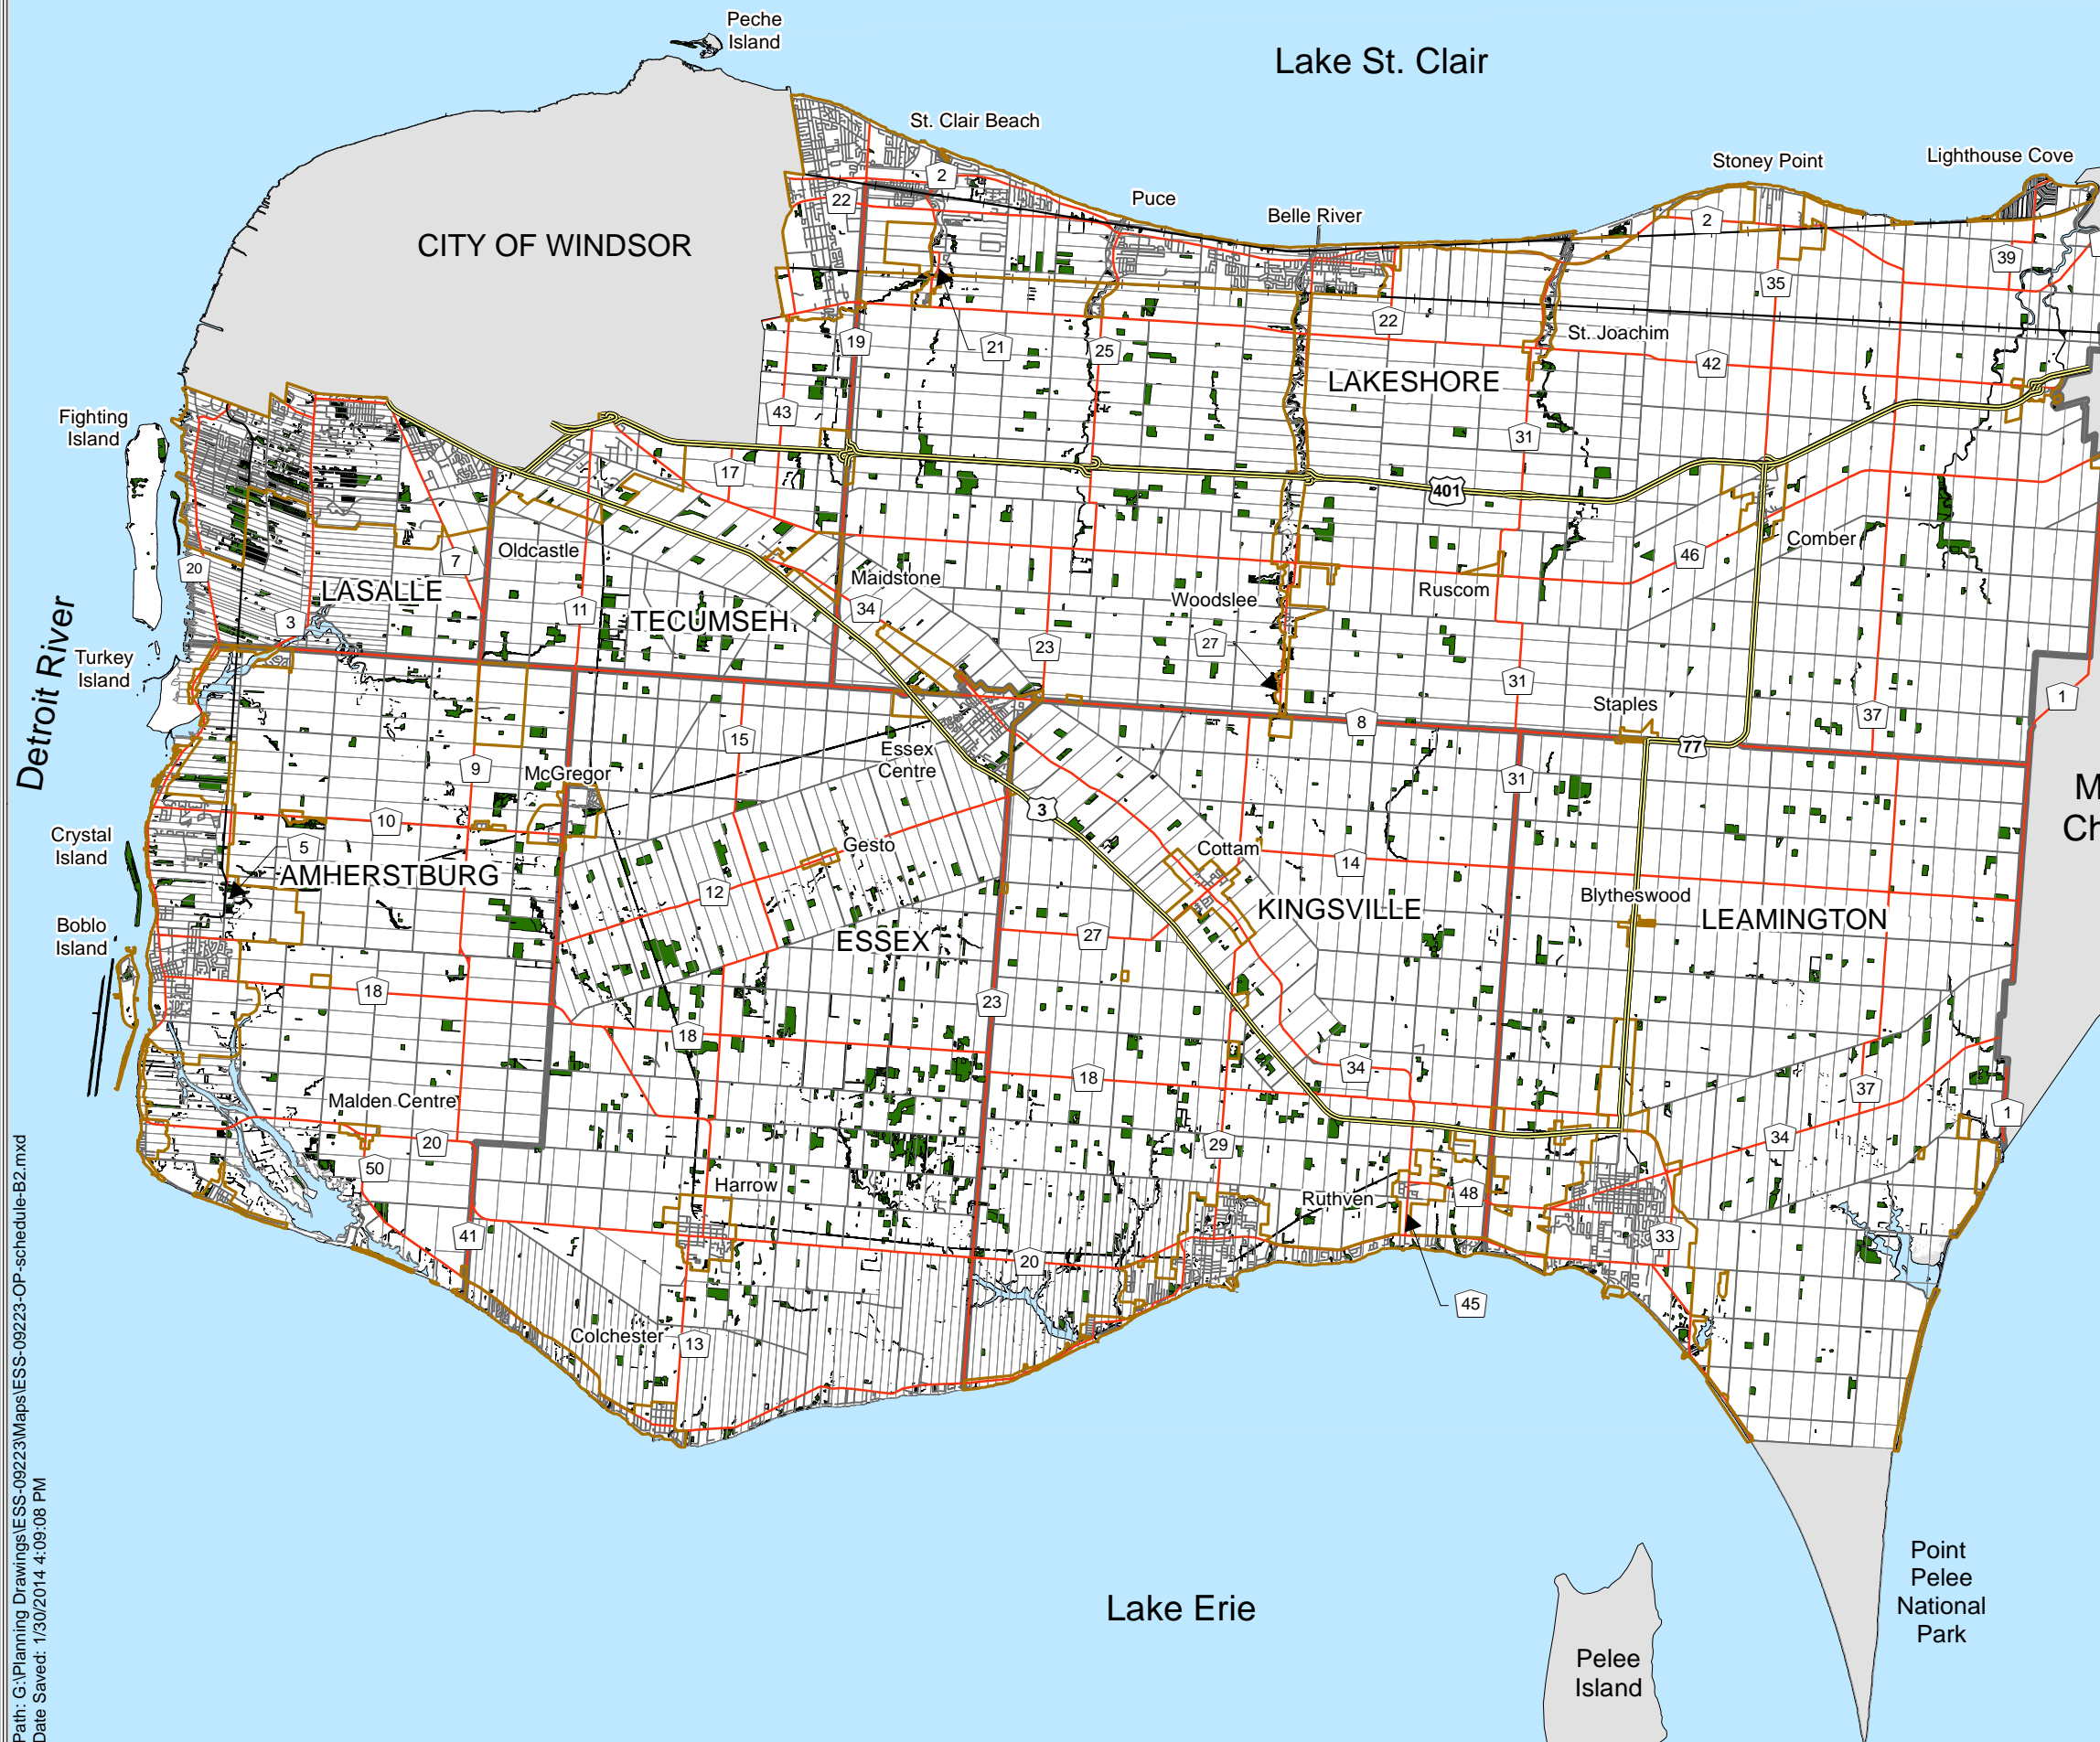 Peche
Island
Lake St. Clair
St. Clair Beach
Stoney Point
Lighthouse Cove
2
Puce
22
Belle River
2
CITY OF WINDSOR
39
35
21
19
25
22
St. Joachim
42
LAKESHORE
Fighting
Island
43
31
17
401
Oldcastle
7
20
Comber
46
LASALLE
Maidstone
Woodslee
Ruscom
11
TECUMSEH
34
3
27
23
Detroit River
Turkey
Island
31
1
Staples
8
37
15
Essex
Centre
77
9
McGregor
31
M
Ch
3
10
Crystal
Island
5
Gesto
Cottam
14
AMHERSTBURG
12
Blytheswood
KINGSVILLE
LEAMINGTON
Boblo
Island
27
ESSEX
18
23
18
34
18
37
Malden Centre
1
20
29
34
50
Harrow
Ruthven
48
41
33
20
45
Colchester
13
Point
Pelee
National
Park
Lake Erie
Pelee
Island
Path: G:\Planning Drawings\ESS-09223\Maps\ESS-09223-OP-schedule-B2.mxd
Date Saved: 1/30/2014 4:09:08 PM